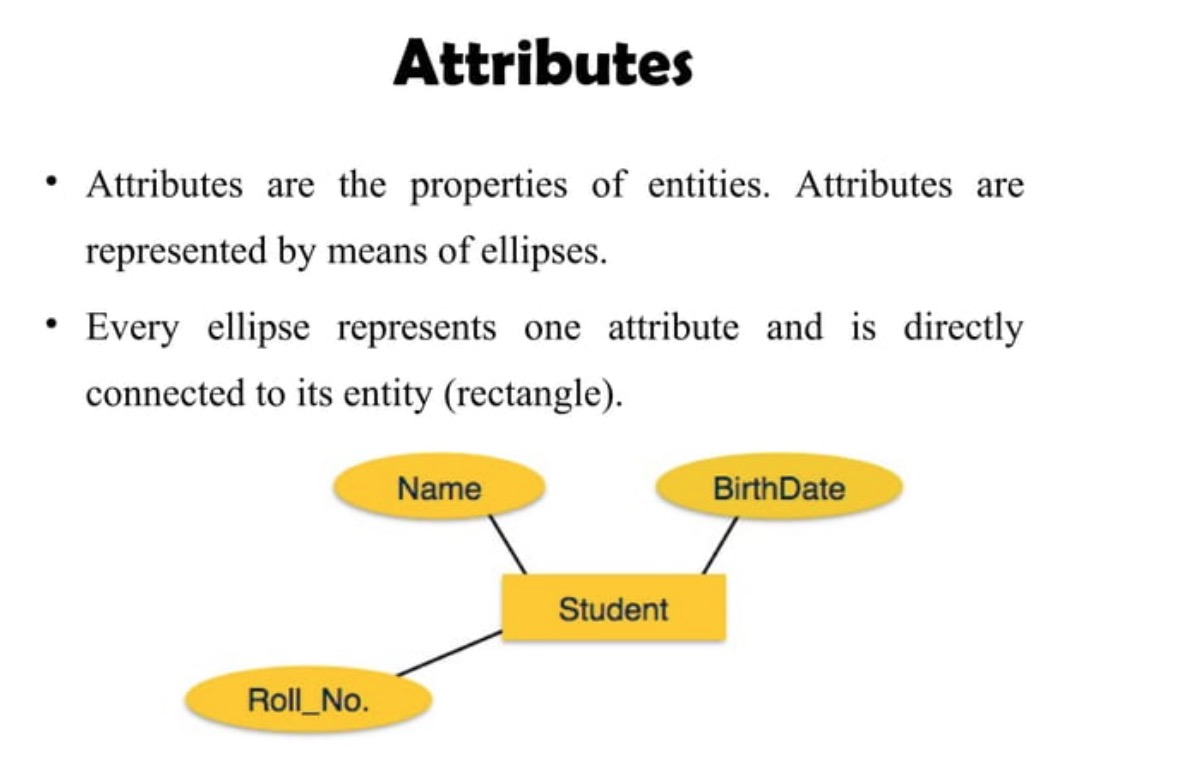 Attributes
• Attributes are the properties of entities. Attributes are
represented by means of ellipses.
• Every ellipse represents one attribute and is directly
connected to its entity (rectangle).
Name
BirthDate
Student
Roll_No.